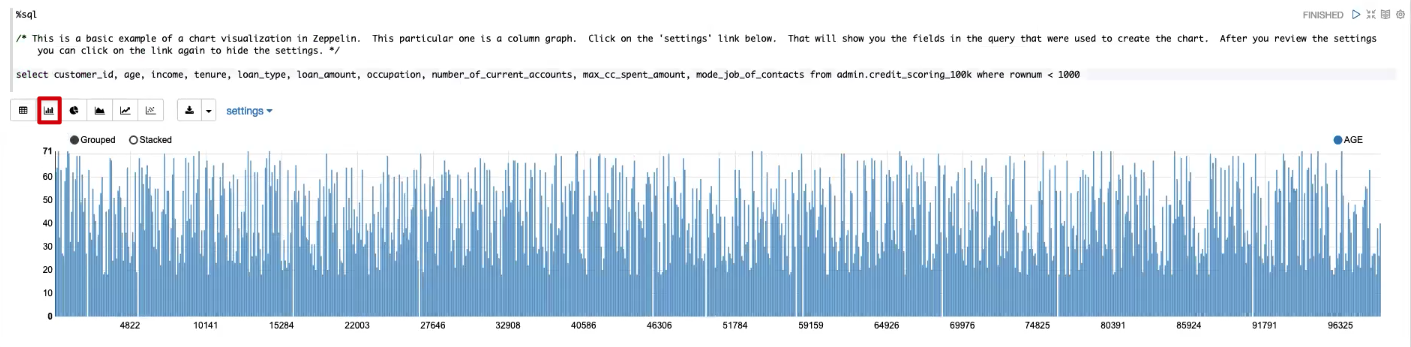 %sql
FINISHED
/* This is a basic example of a chart visualization in Zeppelin.  This particular one is a column graph.  Click on the 'settings' link below.  That will show you the fields in the query that were used to create the chart.  After you review the settings
you can click on the link again to hide the settings. */
select customer_id, age, income, tenure, loan_type, loan_amount, occupation, number_of_current_accounts, max_cc_spent_amount, mode_job_of_contacts from admin.credit_scoring_100k where rownum < 1000
settings
Grouped Stacked AGE
71
60
50
40
30
20
10
0
4822 10141 15284 22003 27646 32908 40586 46306 51784 59159 64926 69976 74825 80391 85924 91791 96325